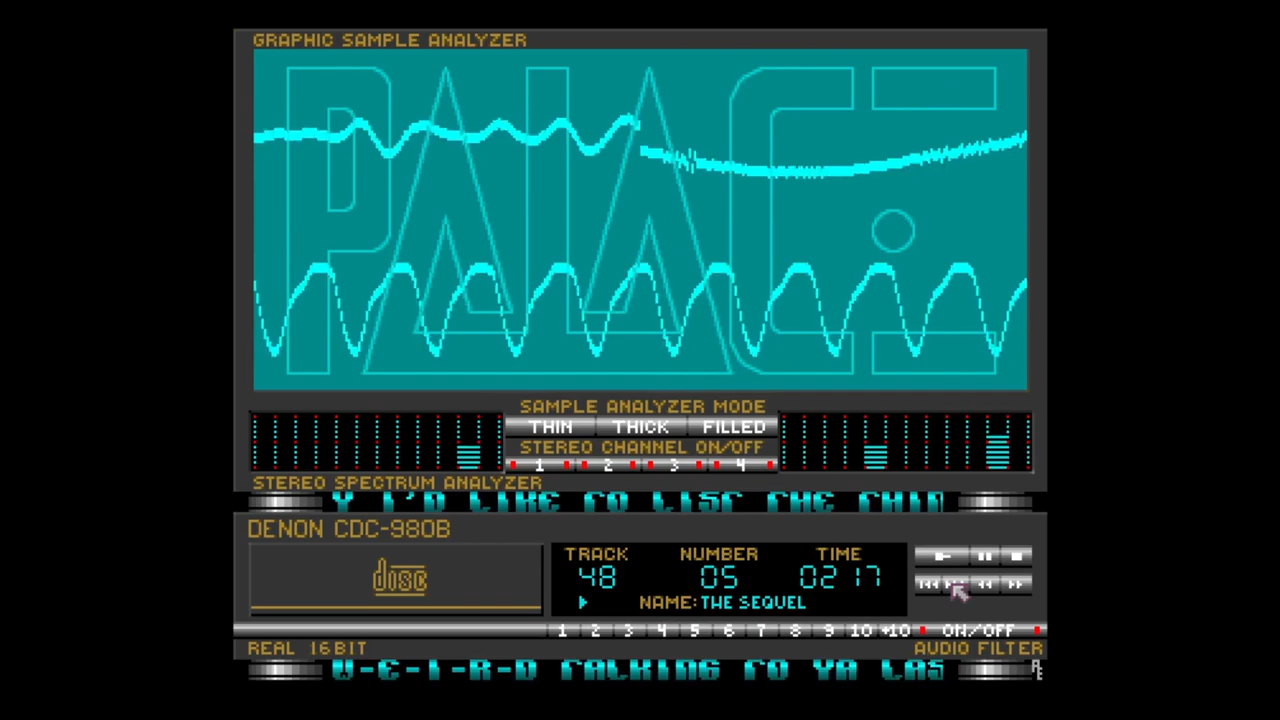 GRAPHIC SAMPLE ANALYZER
PALACE
SAMPLE ANALYZER MODE
THIN THICK FILLED
STEREO CHANNEL ON/OFF
1 2 3 4
STEREO SPECTRUM ANALYZER
Y I'D LIKE TO LIST THE
DENON CDC-980B
disc
TRACK NUMBER TIME
48 05 02 17
NAME: THE SEQUEL
1 2 3 4 5 6 7 8 9 10 +10 ON/OFF
REAL 16BIT
AUDIO FILTER
W-E-I-R-D TALKING TO YA LAS